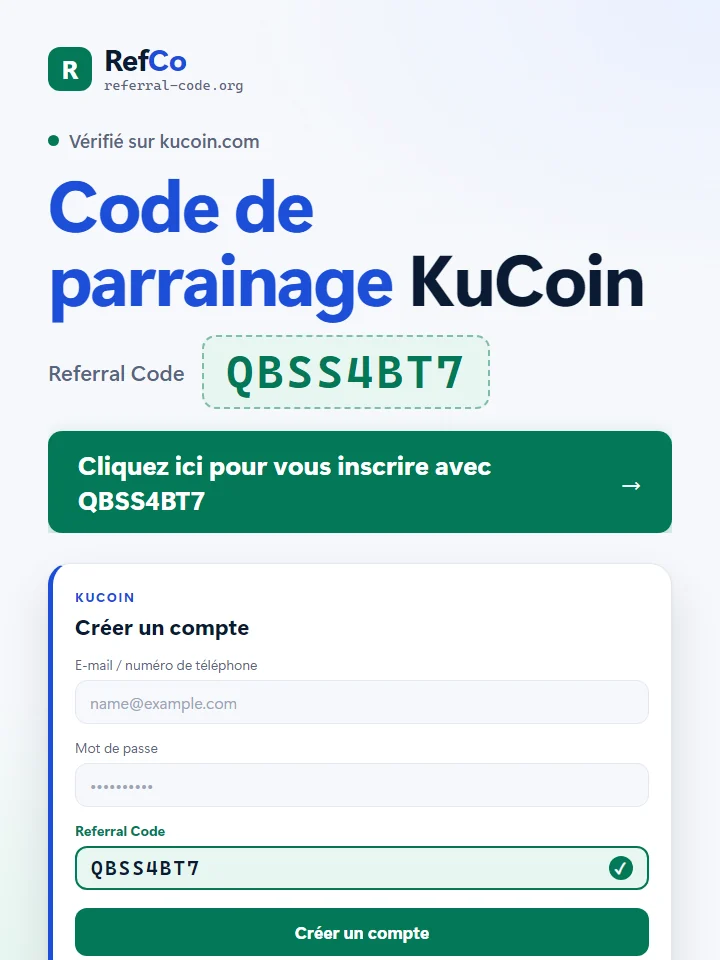 R
RefCo
referral-code.org
Vérifié sur kucoin.com
Code de
parrainage KuCoin
Referral Code
QBSS4BT7
Cliquez ici pour vous inscrire avec
QBSS4BT7
→
KUCOIN
Créer un compte
E-mail / numéro de téléphone
name@example.com
Mot de passe
••••••••••
Referral Code
QBSS4BT7
✓
Créer un compte